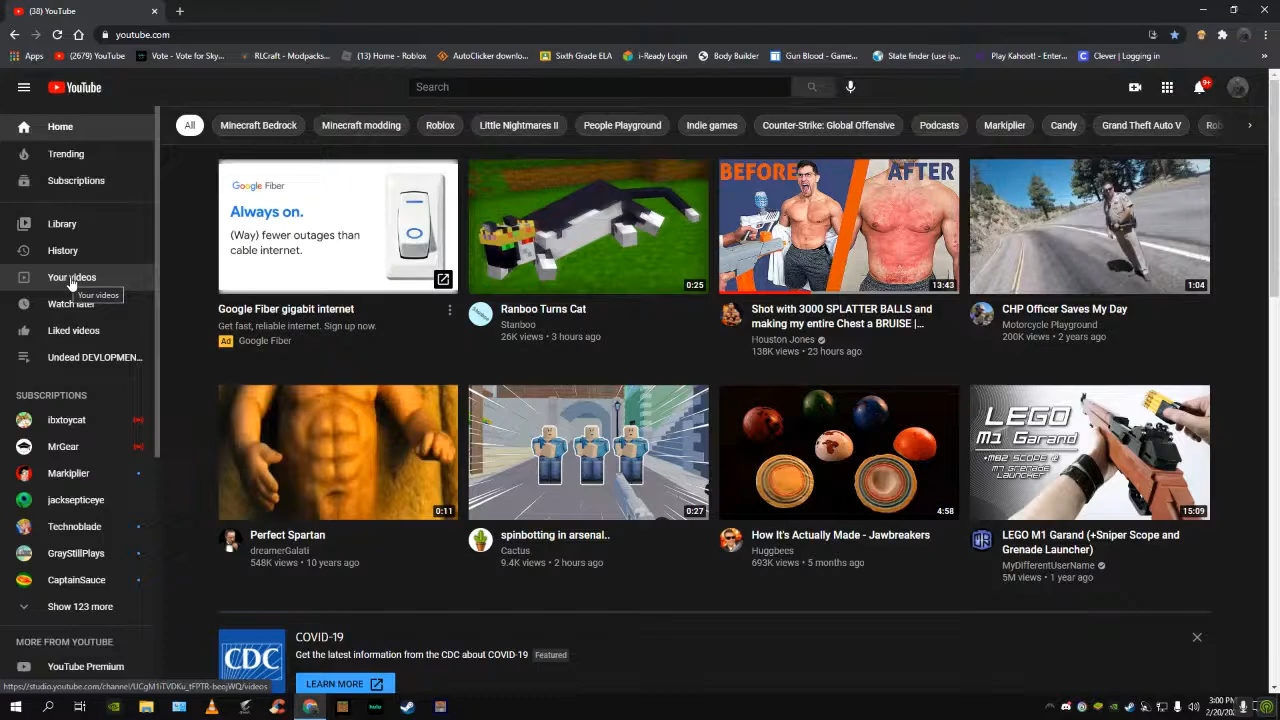 (38) YouTube
youtube.com
Apps
(2679) YouTube
Vote - Vote for Sky...
RLCraft - Modpacks...
(13) Home - Roblox
AutoClicker downlo...
Sixth Grade ELA
i-Ready Login
Body Builder
Gun Blood - Game...
State finder (use ip...
Play Kahoot! - Enter...
Clever | Logging in
YouTube
Search
9+
Home
Trending
Subscriptions
Library
History
Your videos
Your videos
Watch later
Liked videos
Undead DEVLOPMEN...
SUBSCRIPTIONS
ibxtoycat
MrGear
Markiplier
jacksepticeye
Technoblade
GrayStillPlays
CaptainSauce
Show 123 more
MORE FROM YOUTUBE
YouTube Premium
All
Minecraft Bedrock
Minecraft modding
Roblox
Little Nightmares II
People Playground
Indie games
Counter-Strike: Global Offensive
Podcasts
Markiplier
Candy
Grand Theft Auto V
Rob
Google Fiber
Always on.
(Way) fewer outages than
cable internet.
Google Fiber gigabit internet
Get fast, reliable internet. Sign up now.
Ad Google Fiber
0:25
Ranboo Turns Cat
Stanboo
26K views • 3 hours ago
BEFORE
AFTER
13:43
Shot with 3000 SPLATTER BALLS and
making my entire Chest a BRUISE |...
Houston Jones
138K views • 23 hours ago
1:04
CHP Officer Saves My Day
Motorcycle Playground
200K views • 2 years ago
0:11
Perfect Spartan
dreamerGalati
548K views • 10 years ago
0:27
spinbotting in arsenal..
Cactus
9.4K views • 2 hours ago
4:58
How It's Actually Made - Jawbreakers
Huggbees
693K views • 5 months ago
LEGO
M1 Garand
+M82 SCOPE &
M7 GRENADE
LAUNCHER
15:09
LEGO M1 Garand (+Sniper Scope and
Grenade Launcher)
MyDifferentUserName
5M views • 1 year ago
CDC
COVID-19
Get the latest information from the CDC about COVID-19
Featured
LEARN MORE
hulu
3:00 PM